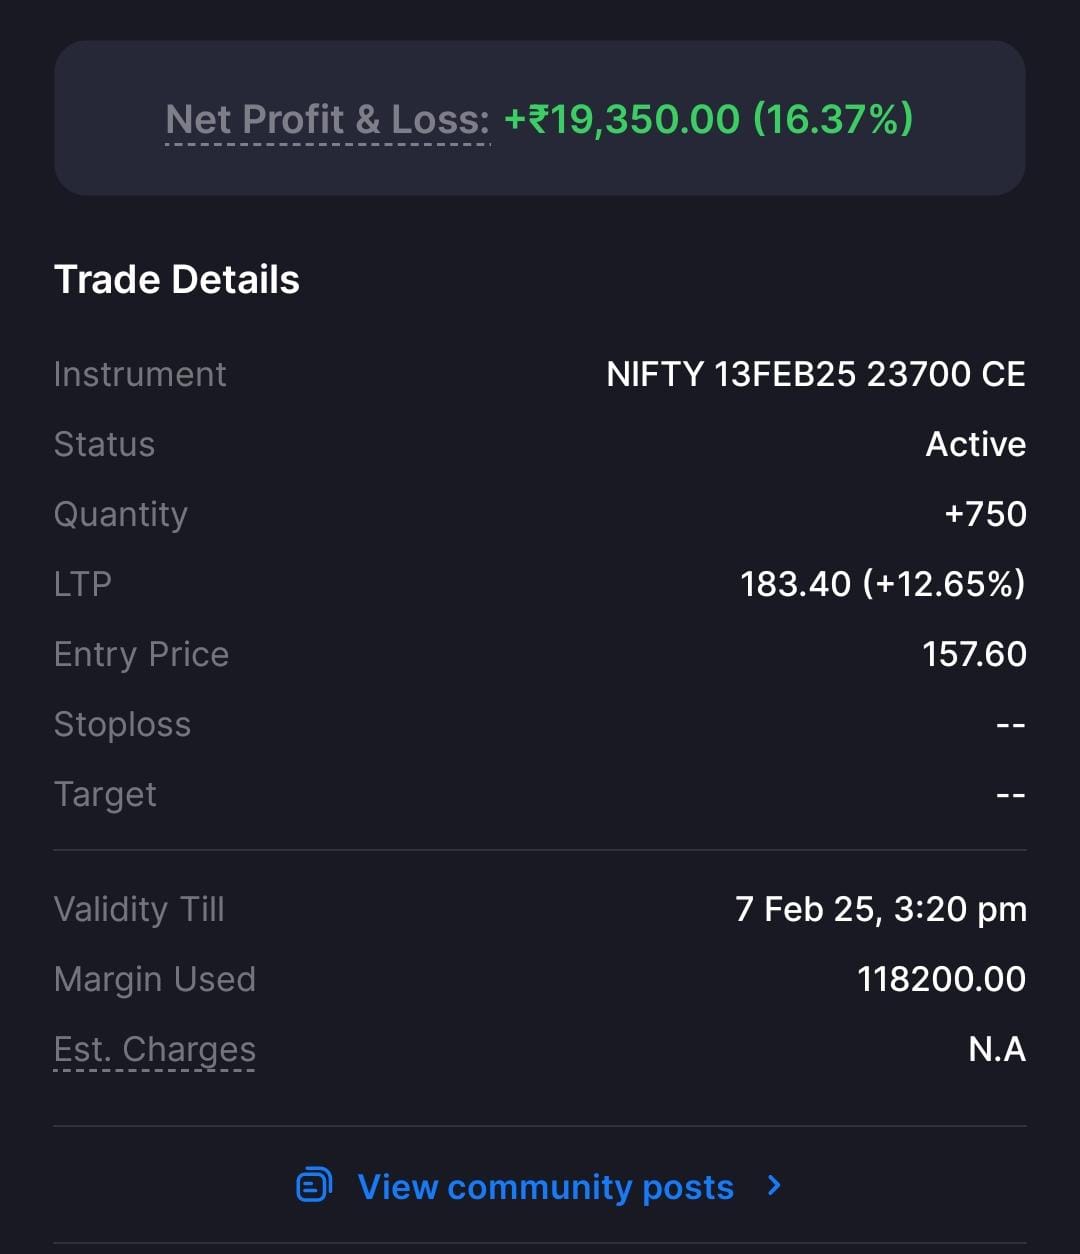 Net Profit & Loss: +₹19,350.00 (16.37%)
Trade Details
Instrument NIFTY 13FEB25 23700 CE
Status Active
Quantity +750
LTP 183.40 (+12.65%)
Entry Price 157.60
Stoploss --
Target --
Validity Till 7 Feb 25, 3:20 pm
Margin Used 118200.00
Est. Charges N.A
View community posts